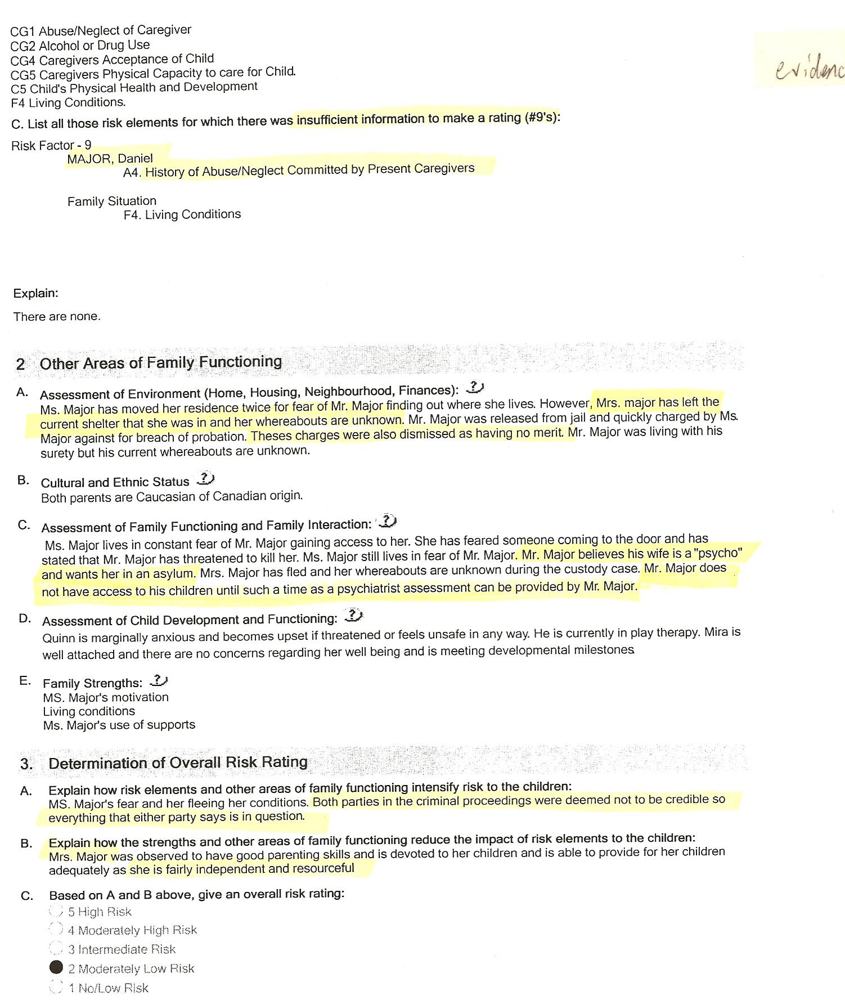 CG1 Abuse/Neglect of Caregiver
evidenc
CG2 Alcohol or Drug Use
CG4 Caregivers Acceptance of Child
CG5 Caregivers Physical Capacity to care for Child.
C5 Child's Physical Health and Development
F4 Living Conditions.
C. List all those risk elements for which there was insufficient information to make a rating (#9's):
Risk Factor - 9
MAJOR, Daniel
A4. History of Abuse/Neglect Committed by Present Caregivers
Family Situation
F4. Living Conditions
Explain:
There are none.
2 Other Areas of Family Functioning
A. Assessment of Environment (Home, Housing, Neighbourhood, Finances): ?
Ms. Major has moved her residence twice for fear of Mr. Major finding out where she lives. However, Mrs. major has left the
current shelter that she was in and her whereabouts are unknown. Mr. Major was released from jail and quickly charged by Ms.
Major against for breach of probation. Theses charges were also dismissed as having no merit. Mr. Major was living with his
surety but his current whereabouts are unknown.
B. Cultural and Ethnic Status ?
Both parents are Caucasian of Canadian origin.
C. Assessment of Family Functioning and Family Interaction: ?
Ms. Major lives in constant fear of Mr. Major gaining access to her. She has feared someone coming to the door and has
stated that Mr. Major has threatened to kill her. Ms. Major still lives in fear of Mr. Major. Mr. Major believes his wife is a "psycho"
and wants her in an asylum. Mrs. Major has fled and her whereabouts are unknown during the custody case. Mr. Major does
not have access to his children until such a time as a psychiatrist assessment can be provided by Mr. Major.
D. Assessment of Child Development and Functioning: ?
Quinn is marginally anxious and becomes upset if threatened or feels unsafe in any way. He is currently in play therapy. Mira is
well attached and there are no concerns regarding her well being and is meeting developmental milestones
E. Family Strengths: ?
MS. Major's motivation
Living conditions
Ms. Major's use of supports
3. Determination of Overall Risk Rating
A. Explain how risk elements and other areas of family functioning intensify risk to the children:
MS. Major's fear and her fleeing her conditions. Both parties in the criminal proceedings were deemed not to be credible so
everything that either party says is in question.
B. Explain how the strengths and other areas of family functioning reduce the impact of risk elements to the children:
Mrs. Major was observed to have good parenting skills and is devoted to her children and is able to provide for her children
adequately as she is fairly independent and resourceful
C. Based on A and B above, give an overall risk rating:
5 High Risk
4 Moderately High Risk
3 Intermediate Risk
2 Moderately Low Risk
1 No/Low Risk